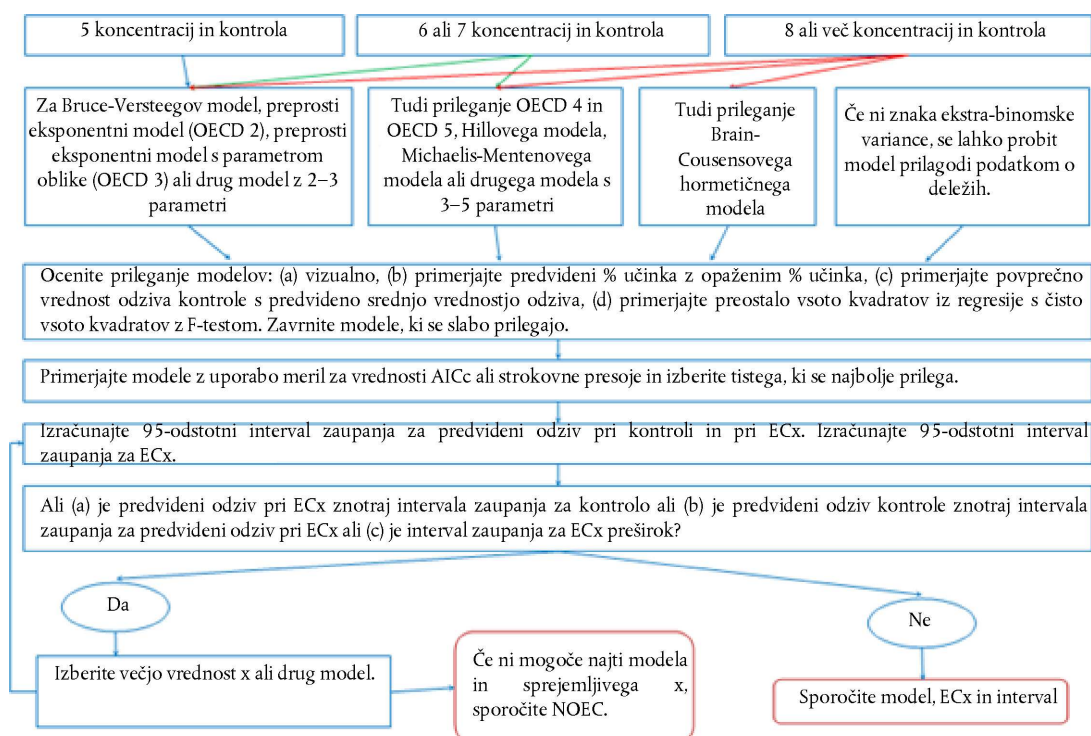 5 koncentracij in kontrola
6 ali 7 koncentracij in kontrola
8 ali več koncentracij in kontrola
Za Bruce-Versteegov model, preprosti
eksponentni model (OECD 2), preprosti
eksponentni model s parametrom
oblike (OECD 3) ali drug model z 2–3
parametri
Tudi prileganje OECD 4 in
OECD 5, Hillovega modela,
Michaelis-Mentenovega
modela ali drugega modela s
3–5 parametri
Tudi prileganje
Brain-
Cousensovega
hormetičnega
modela
Če ni znaka ekstra-binomske
variance, se lahko probit
model prilagodi podatkom o
deležih.
Ocenite prileganje modelov: (a) vizualno, (b) primerjajte predvideni % učinka z opaženim % učinka, (c) primerjajte povprečno
vrednost odziva kontrole s predvideno srednjo vrednostjo odziva, (d) primerjajte preostalo vsoto kvadratov iz regresije s čisto
vsoto kvadratov z F-testom. Zavrnite modele, ki se slabo prilegajo.
Primerjajte modele z uporabo meril za vrednosti AICc ali strokovne presoje in izberite tistega, ki se najbolje prilega.
Izračunajte 95-odstotni interval zaupanja za predvideni odziv pri kontroli in pri ECx. Izračunajte 95-odstotni interval
zaupanja za ECx.
Ali (a) je predvideni odziv pri ECx znotraj intervala zaupanja za kontrolo ali (b) je predvideni odziv kontrole znotraj intervala
zaupanja za predvideni odziv pri ECx ali (c) je interval zaupanja za ECx preširok?
Da
Ne
Izberite večjo vrednost x ali drug model.
Če ni mogoče najti modela
in sprejemljivega x,
sporočite NOEC.
Sporočite model, ECx in interval